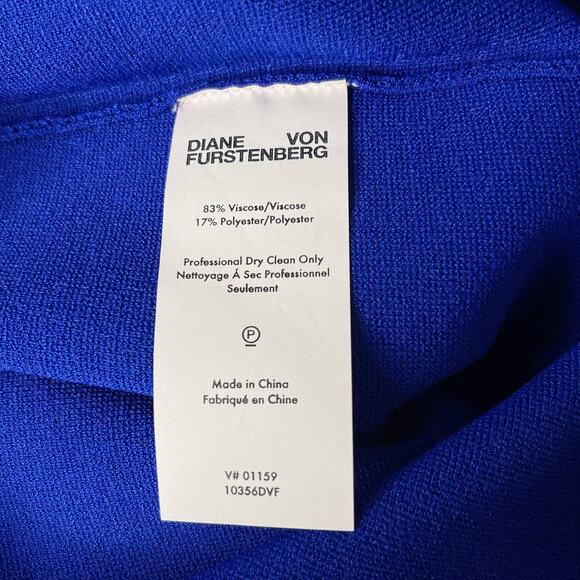 DIANE VON
FURSTENBERG
83% Viscose/Viscose
17% Polyester/Polyester
Professional Dry Clean Only
Nettoyage Á Sec Professionnel
Seulement
P
Made in China
Fabriqué en Chine
V# 01159
10356DVF